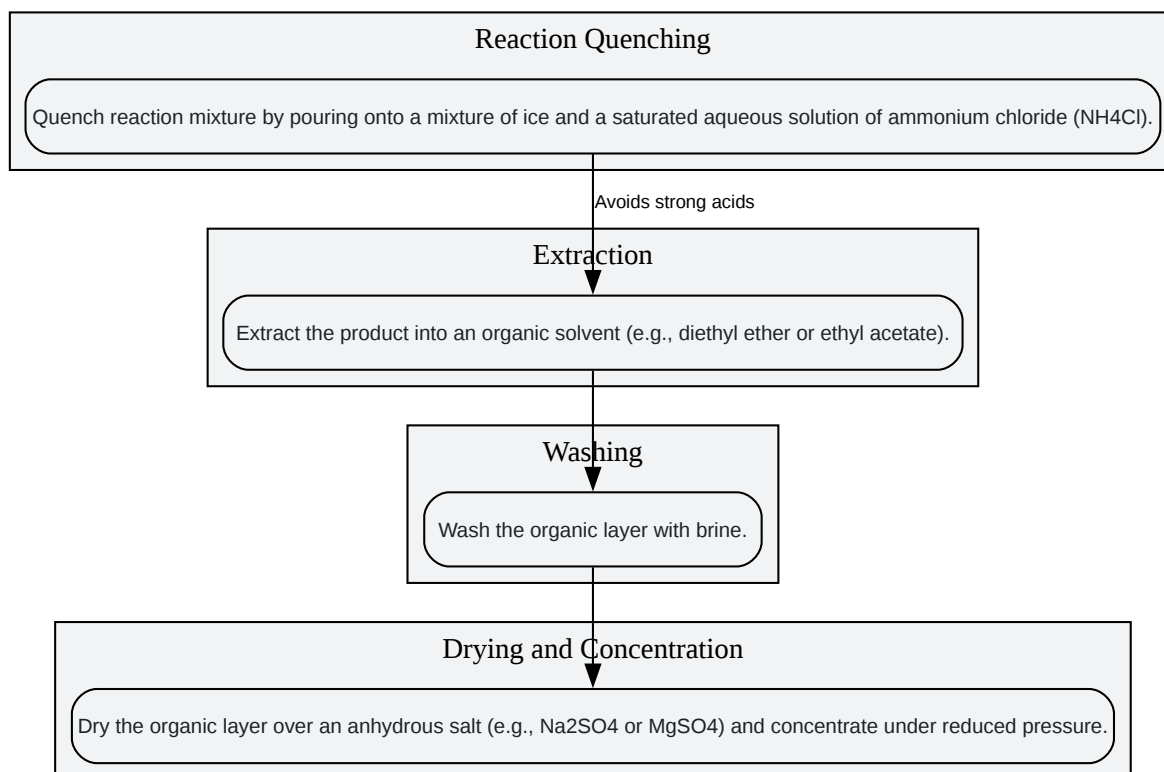 Reaction Quenching
Quench reaction mixture by pouring onto a mixture of ice and a saturated aqueous solution of ammonium chloride (NH4Cl).
Avoids strong acids
Extraction
Extract the product into an organic solvent (e.g., diethyl ether or ethyl acetate).
Washing
Wash the organic layer with brine.
Drying and Concentration
Dry the organic layer over an anhydrous salt (e.g., Na2SO4 or MgSO4) and concentrate under reduced pressure.